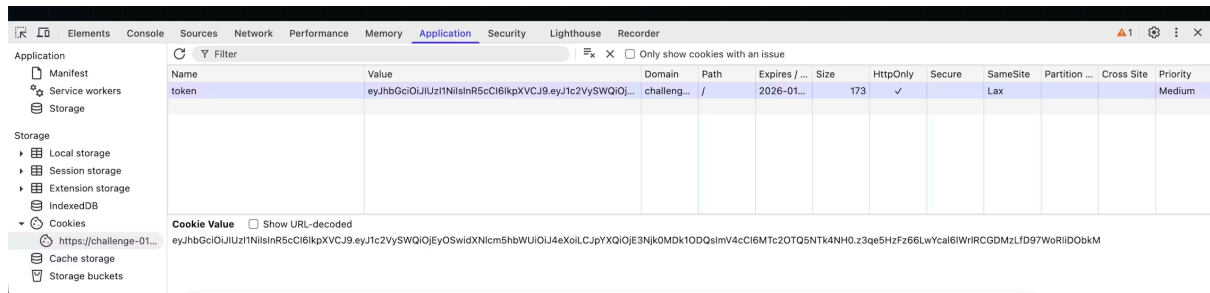 Elements Console Sources Network Performance Memory Application Security Lighthouse Recorder 1
Application
Manifest
Service workers
Storage
Storage
Local storage
Session storage
Extension storage
IndexedDB
Cookies
https://challenge-01...
Cache storage
Storage buckets
Filter Only show cookies with an issue
Name Value Domain Path Expires / ... Size HttpOnly Secure SameSite Partition ... Cross Site Priority
token eyJhbGciOiJIUzI1NiIsInR5cCI6IkpXVCJ9.eyJ1c2VySWQiOj... challeng... / 2026-01... 173 ✓ Lax Medium
Cookie Value Show URL-decoded
eyJhbGciOiJIUzI1NiIsInR5cCI6IkpXVCJ9.eyJ1c2VySWQiOjEyOSwidXNlcm5hbWUiOiJ4eXoiLCJpYXQiOjE3Njk0MDk1ODQsImV4cCI6MTc2OTQ5NTk4NH0.z3qe5HzFz66LwYcal6IWrlRCGDMzLfD97WoRIiDObkM